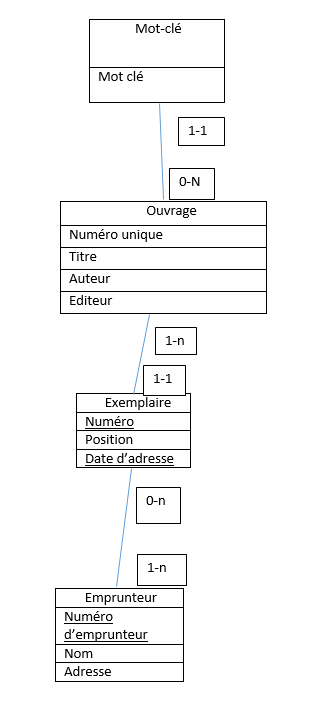 Mot-clé
Mot clé
1-1
0-N
Ouvrage
Numéro unique
Titre
Auteur
Editeur
1-n
1-1
Exemplaire
Numéro
Position
Date d’adresse
0-n
1-n
Emprunteur
Numéro
d’emprunteur
Nom
Adresse